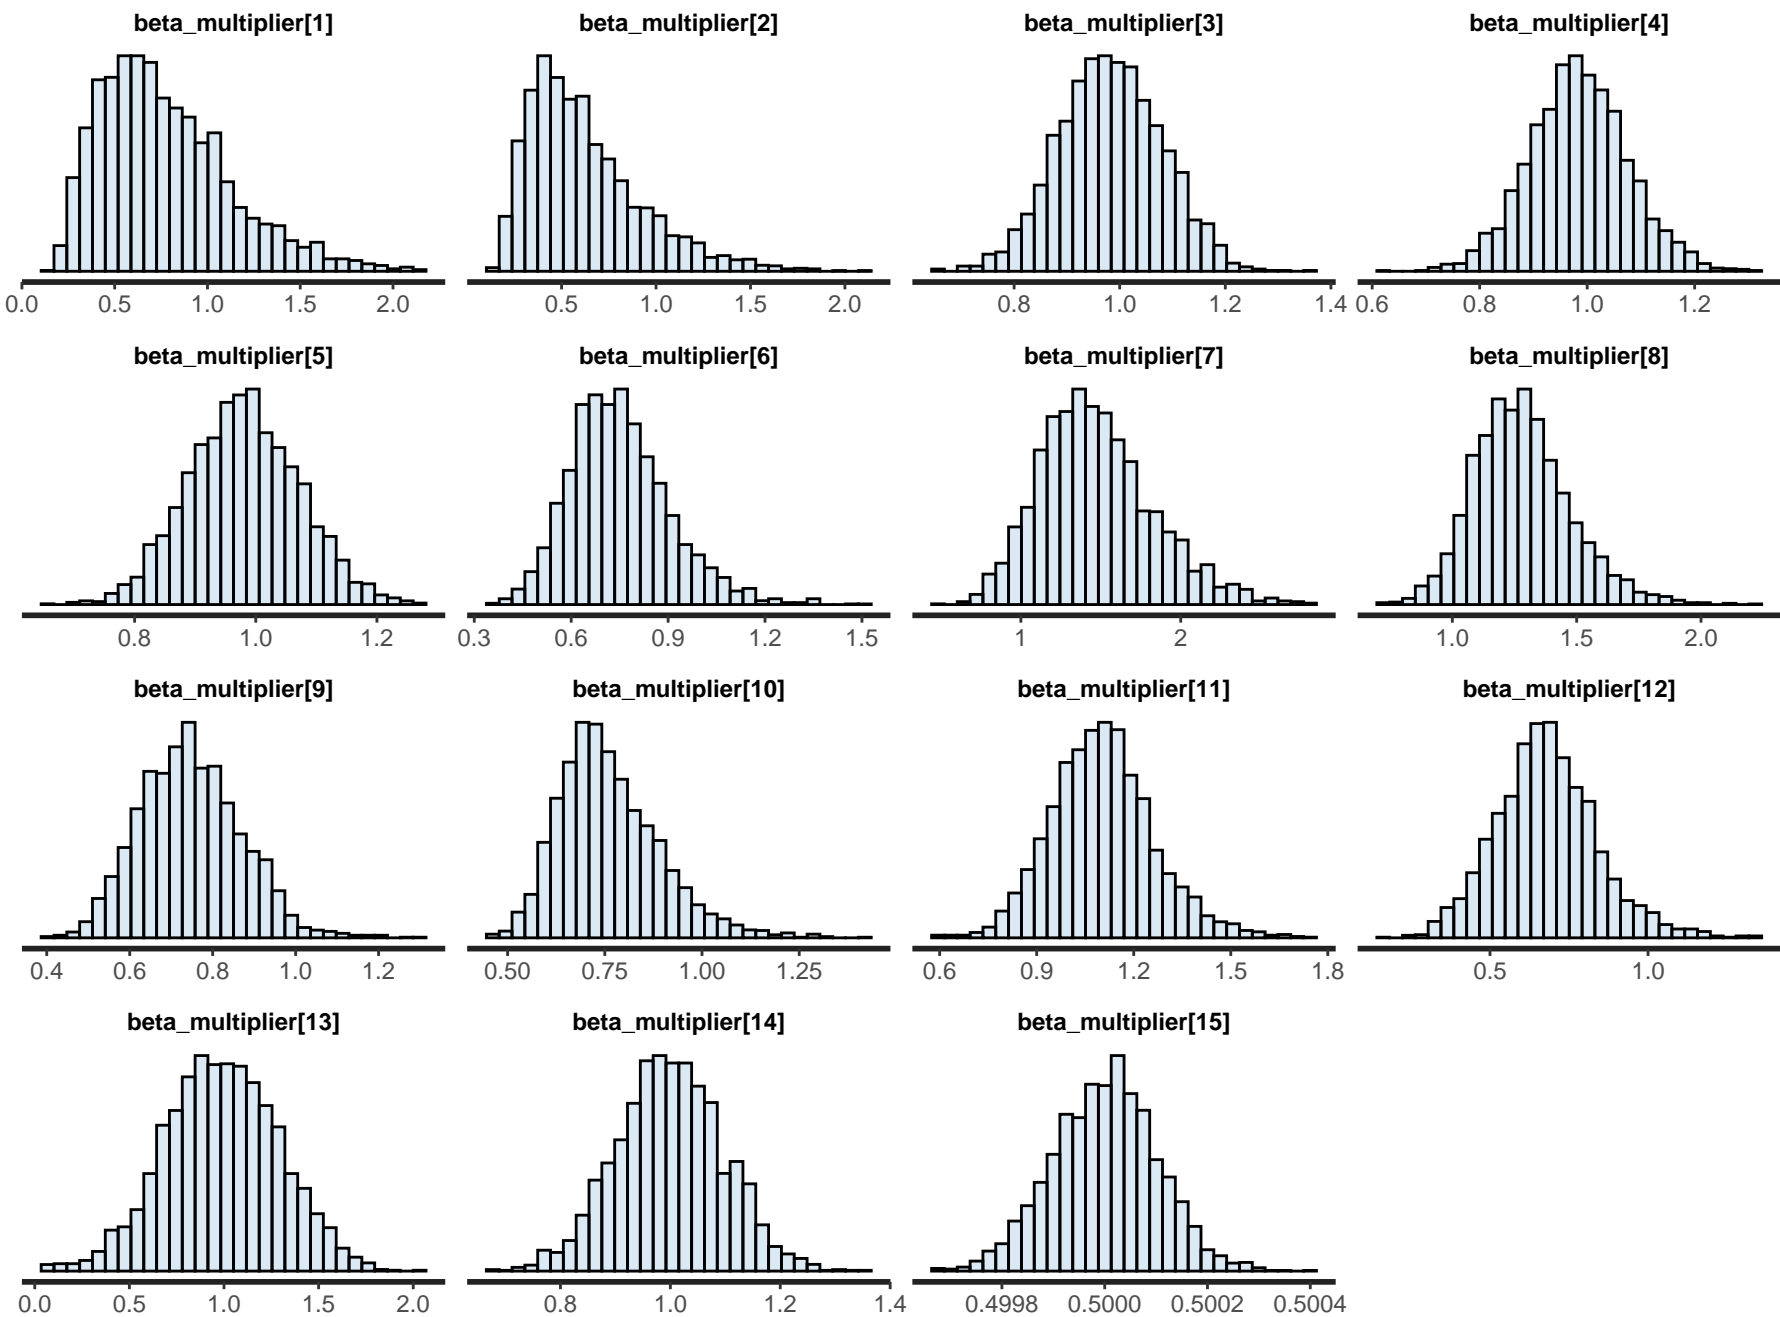 beta_multiplier[1] beta_multiplier[2] beta_multiplier[3] beta_multiplier[4]
0.0 0.5 1.0 1.5 2.0 0.5 1.0 1.5 2.0 0.8 1.0 1.2 1.4 0.6 0.8 1.0 1.2
beta_multiplier[5] beta_multiplier[6] beta_multiplier[7] beta_multiplier[8]
0.8 1.0 1.2 0.3 0.6 0.9 1.2 1.5 1 2 1.0 1.5 2.0
beta_multiplier[9] beta_multiplier[10] beta_multiplier[11] beta_multiplier[12]
0.4 0.6 0.8 1.0 1.2 0.50 0.75 1.00 1.25 0.6 0.9 1.2 1.5 1.8 0.5 1.0
beta_multiplier[13] beta_multiplier[14] beta_multiplier[15]
0.0 0.5 1.0 1.5 2.0 0.8 1.0 1.2 1.4 0.4998 0.5000 0.5002 0.5004